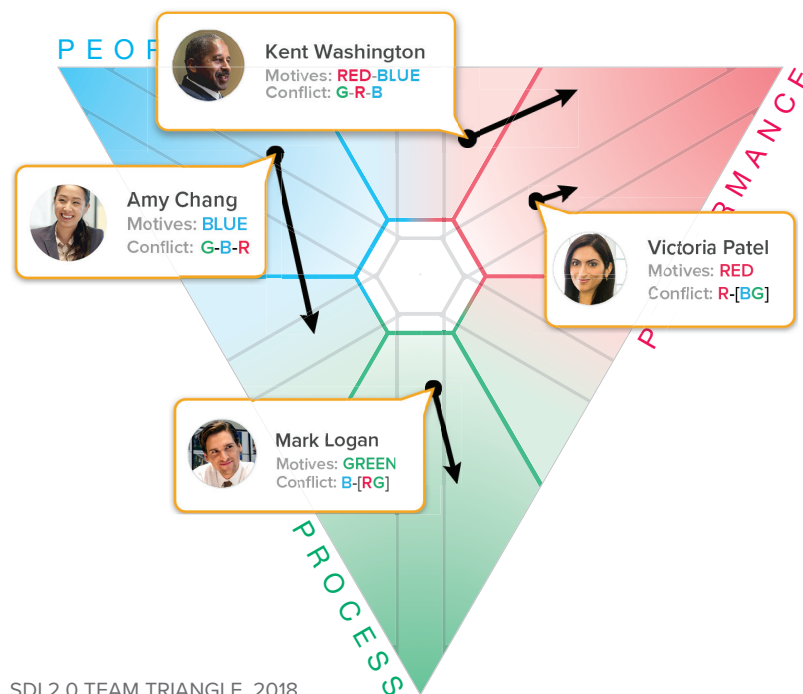 PEOP
Kent Washington
Motives: RED-BLUE
Conflict: G-R-B
Amy Chang
Motives: BLUE
Conflict: G-B-R
RMANCE
P
Victoria Patel
Motives: RED
Conflict: R-[BG]
Mark Logan
Motives: GREEN
Conflict: B-[RG]
PROCESS
SDI 2.0 TEAM TRIANGLE, 2018